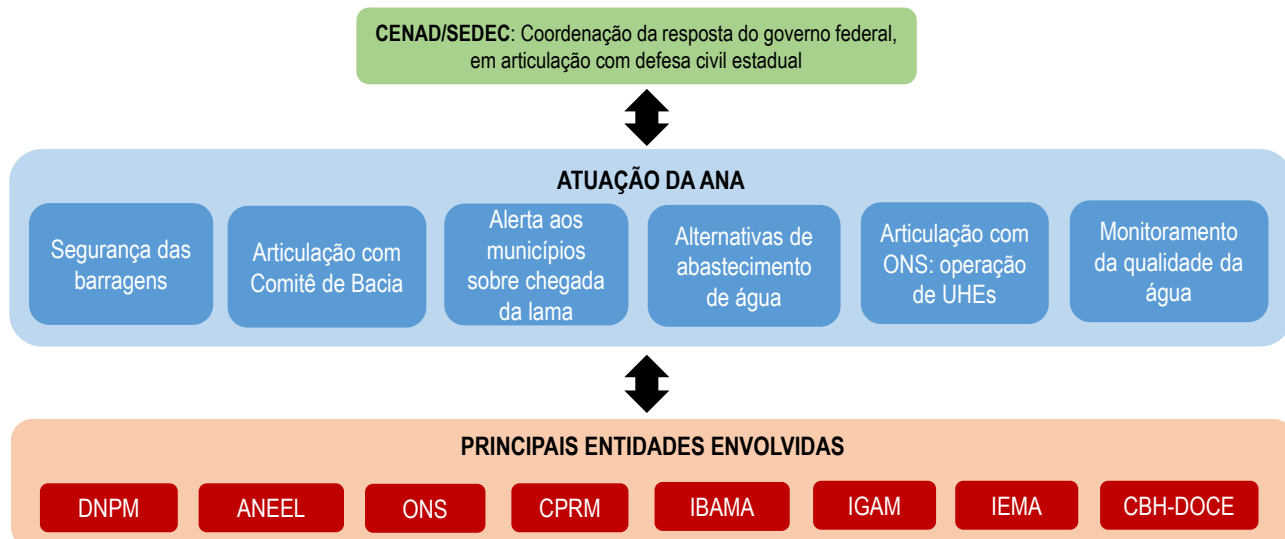 CENAD/SEDEC: Coordenação da resposta do governo federal,
em articulação com defesa civil estadual
ATUAÇÃO DA ANA
Segurança das
barragens
Articulação com
Comitê de Bacia
Alerta aos
municípios
sobre chegada
da lama
Alternativas de
abastecimento
de água
Articulação com
ONS: operação
de UHEs
Monitoramento
da qualidade da
água
PRINCIPAIS ENTIDADES ENVOLVIDAS
DNPM
ANEEL
ONS
CPRM
IBAMA
IGAM
IEMA
CBH-DOCE